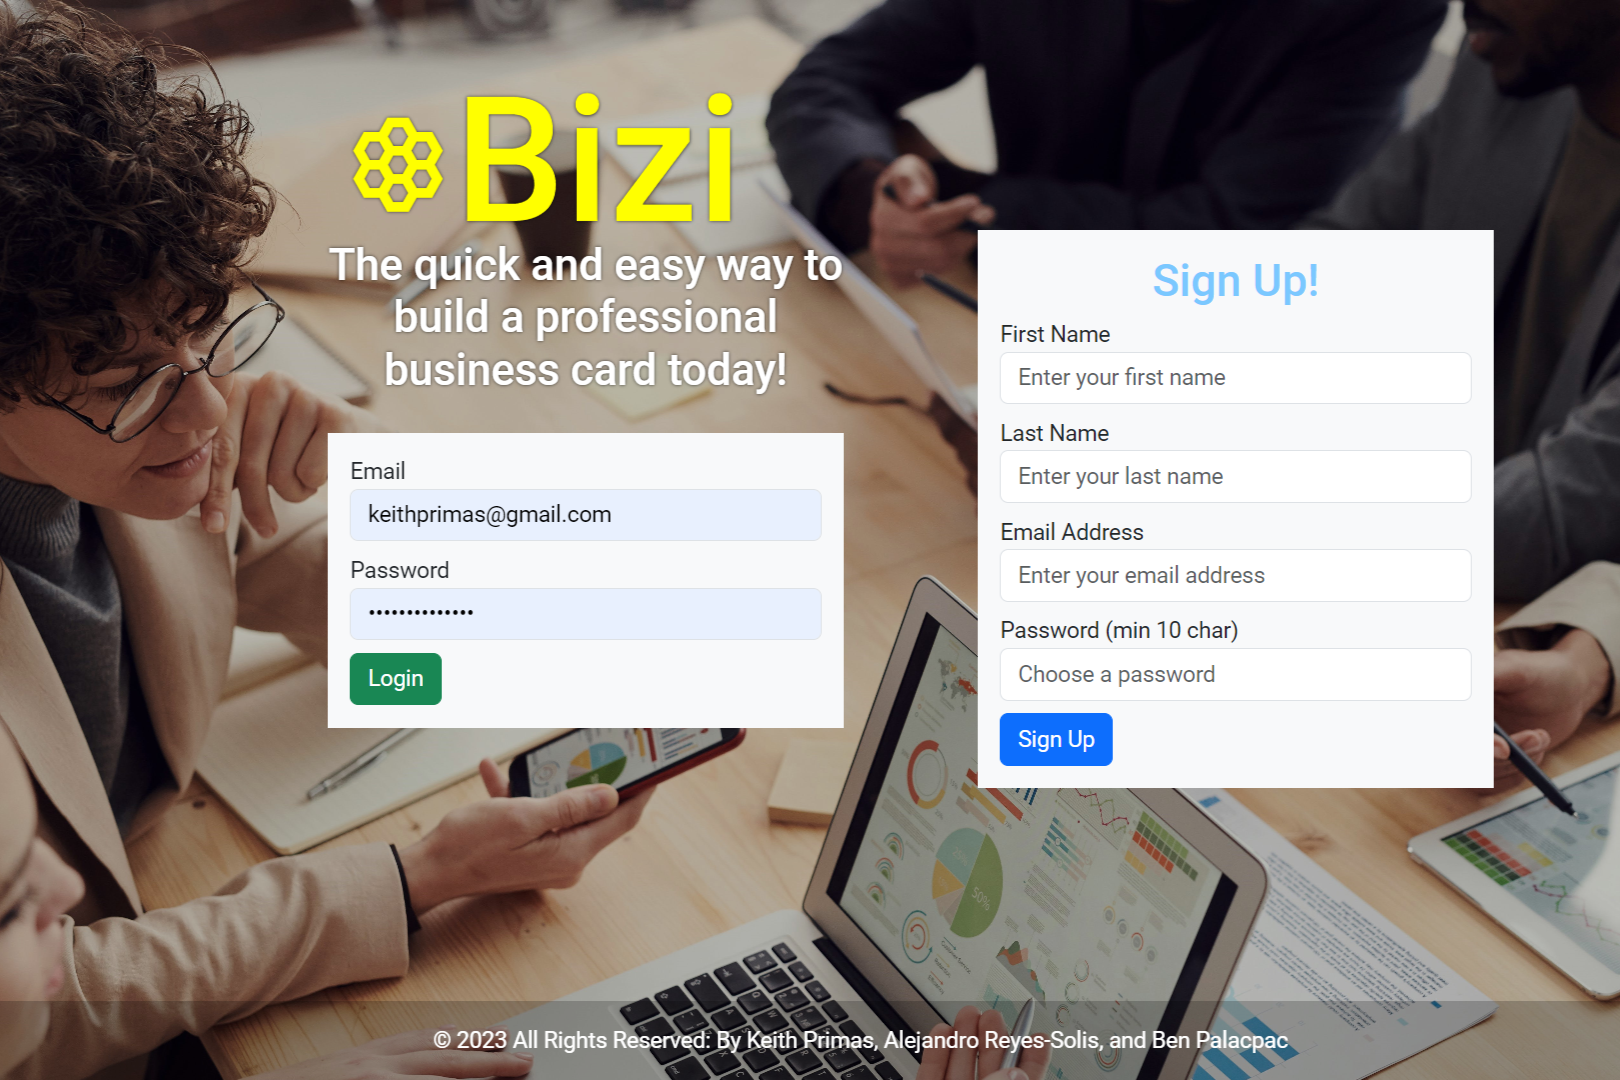 Bizi
The quick and easy way to
build a professional
business card today!
Email
keithprimas@gmail.com
Password
••••••••••••••
Login
Sign Up!
First Name
Enter your first name
Last Name
Enter your last name
Email Address
Enter your email address
Password (min 10 char)
Choose a password
Sign Up
50%
© 2023 All Rights Reserved: By Keith Primas, Alejandro Reyes-Solis, and Ben Palacpac